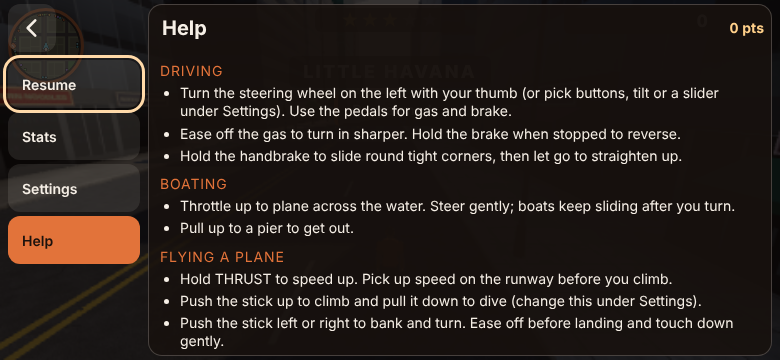 Help
0 pts
Resume
Stats
Settings
Help
LITTLE HAVANA
DRIVING
• Turn the steering wheel on the left with your thumb (or pick buttons, tilt or a slider
under Settings). Use the pedals for gas and brake.
• Ease off the gas to turn in sharper. Hold the brake when stopped to reverse.
• Hold the handbrake to slide round tight corners, then let go to straighten up.
BOATING
• Throttle up to plane across the water. Steer gently; boats keep sliding after you turn.
• Pull up to a pier to get out.
FLYING A PLANE
• Hold THRUST to speed up. Pick up speed on the runway before you climb.
• Push the stick up to climb and pull it down to dive (change this under Settings).
• Push the stick left or right to bank and turn. Ease off before landing and touch down
gently.